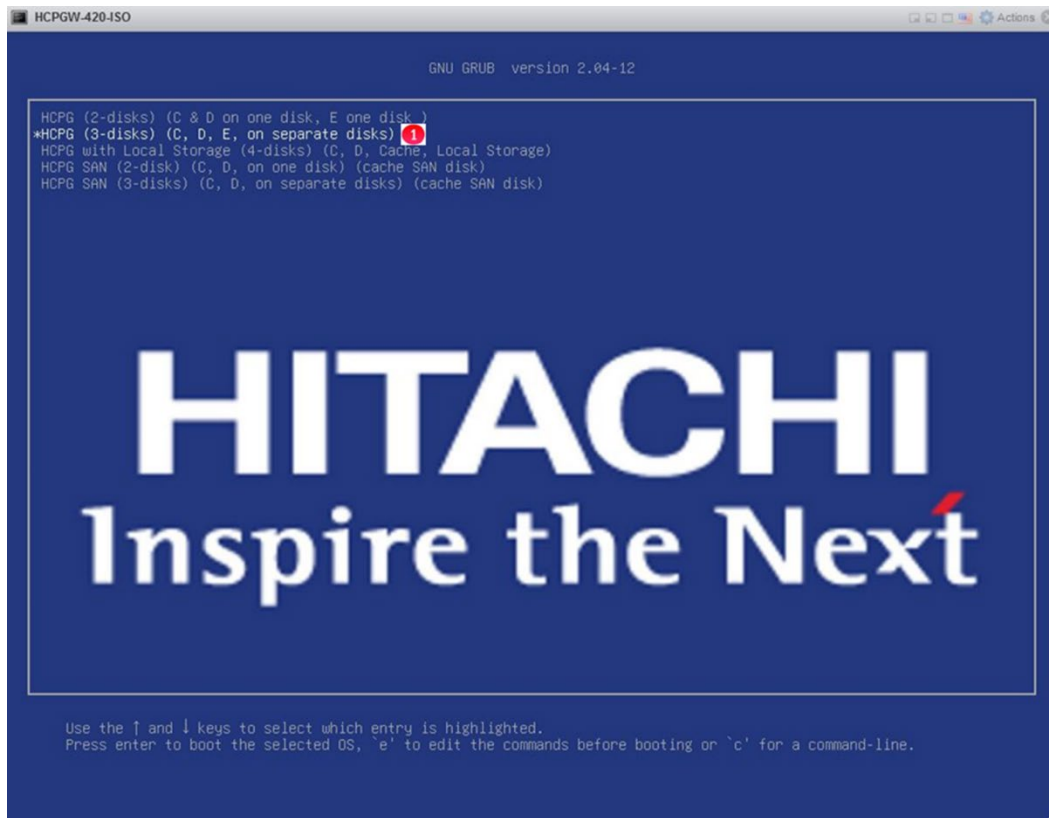 HCPGW-420-ISO
Actions
GNU GRUB version 2.04-12
HCPG (2-disks) (C & D on one disk, E one disk )
*HCPG (3-disks) (C, D, E, on separate disks) 1
HCPG with Local Storage (4-disks) (C, D, Cache, Local Storage)
HCPG SAN (2-disk) (C, D, on one disk) (cache SAN disk)
HCPG SAN (3-disks) (C, D, on separate disks) (cache SAN disk)
HITACHI
Inspire the Next
Use the ↑ and ↓ keys to select which entry is highlighted.
Press enter to boot the selected OS, `e' to edit the commands before booting or `c' for a command-line.